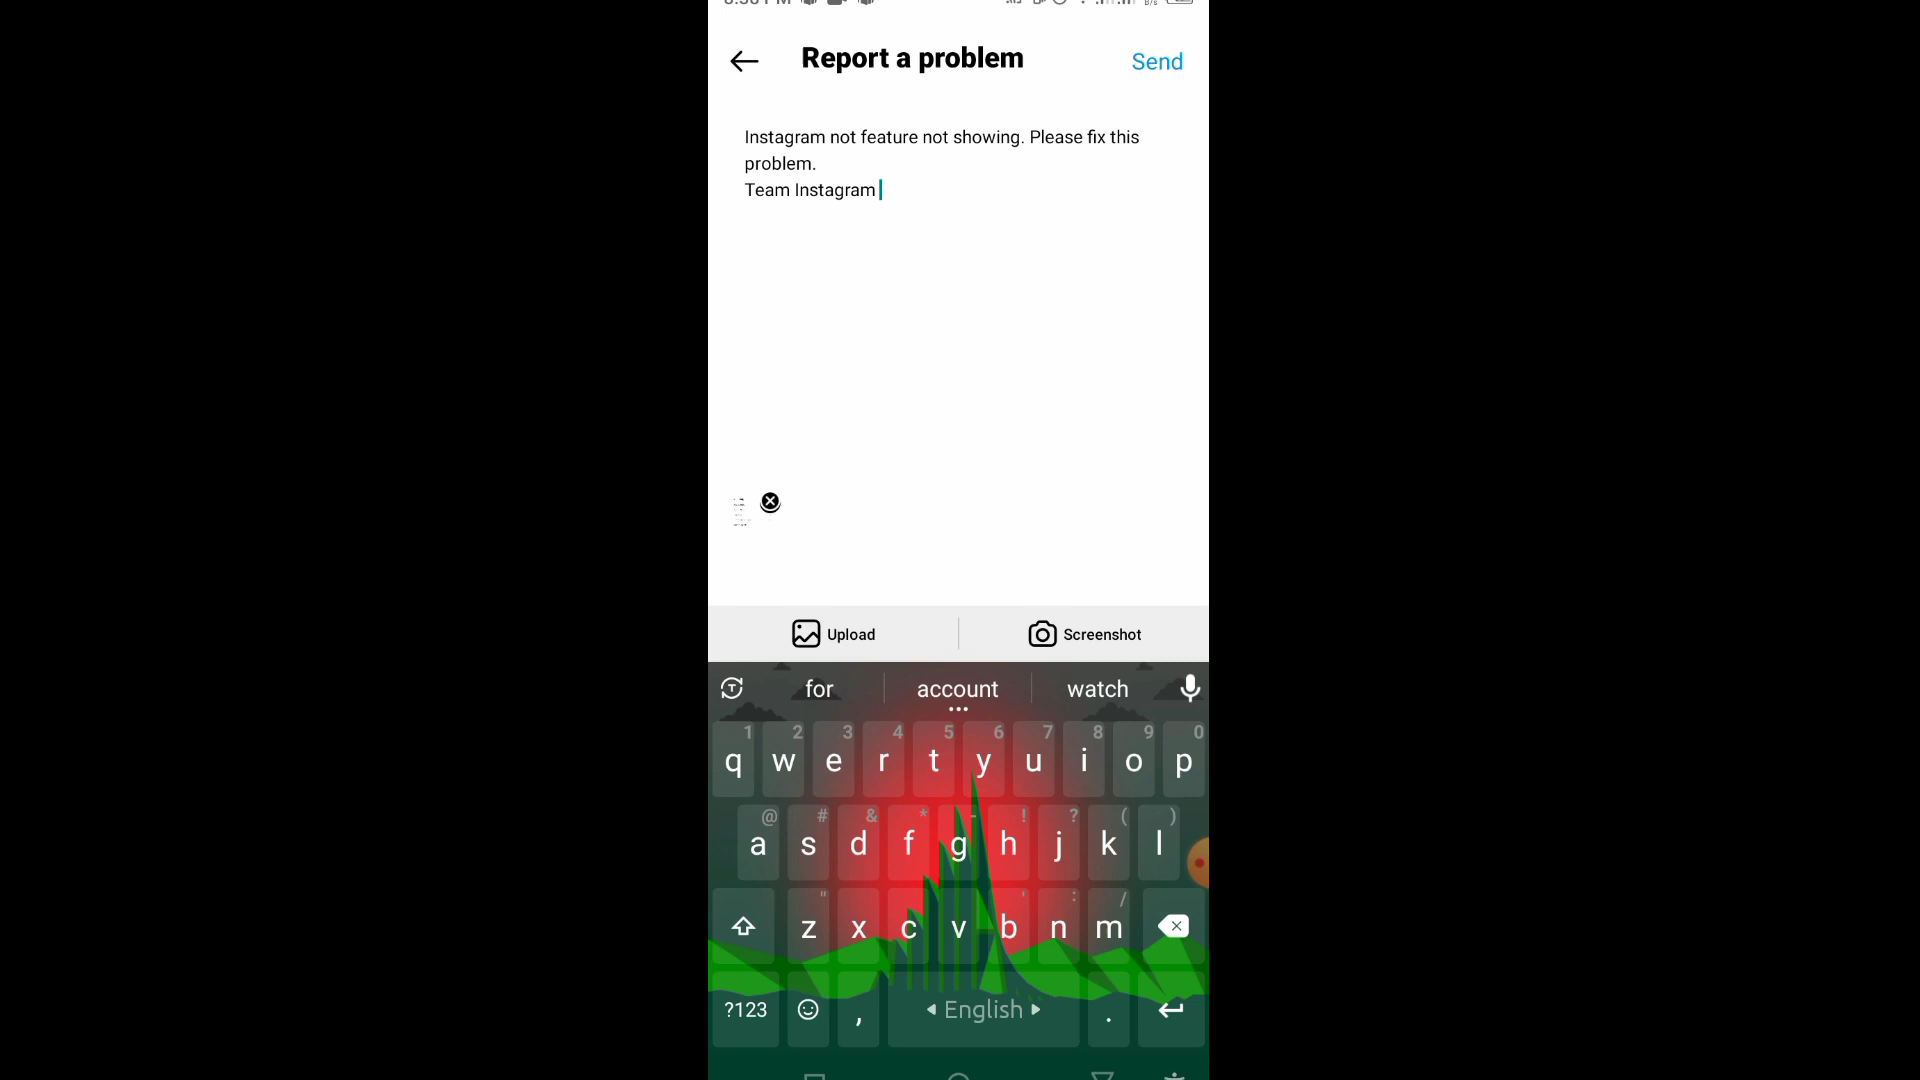 Report a problem
Send
Instagram not feature not showing. Please fix this
problem.
Team Instagram
Upload
Screenshot
for
account
watch
1 2 3 4 5 6 7 8 9 0
q w e r t y u i o p
@ # & * - ! ? ( )
a s d f g h j k l
" ' : /
z x c v b n m
?123
,
English
.